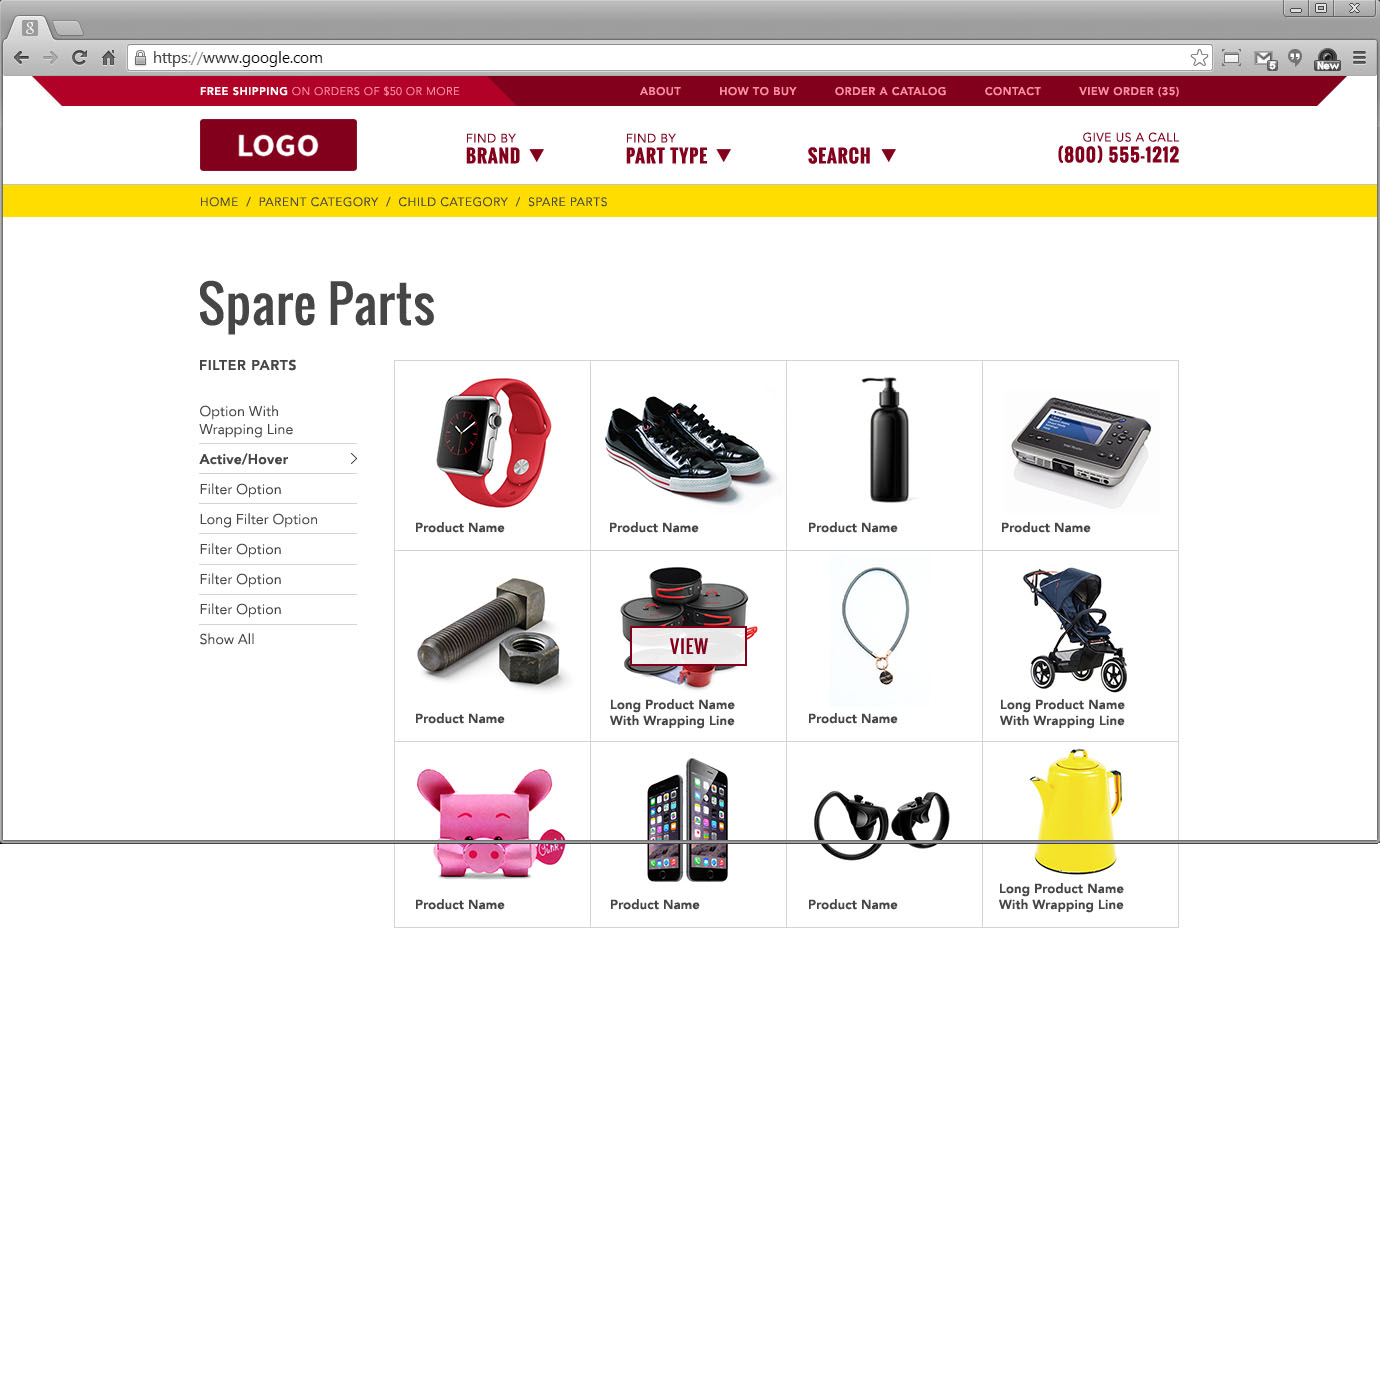 8
https://www.google.com
5
New
FREE SHIPPING ON ORDERS OF $50 OR MORE
ABOUT
HOW TO BUY
ORDER A CATALOG
CONTACT
VIEW ORDER (35)
LOGO
FIND BY
BRAND ▼
FIND BY
PART TYPE ▼
SEARCH ▼
GIVE US A CALL
(800) 555-1212
HOME / PARENT CATEGORY / CHILD CATEGORY / SPARE PARTS
Spare Parts
FILTER PARTS
Option With
Wrapping Line
Active/Hover
Filter Option
Long Filter Option
Filter Option
Filter Option
Filter Option
Show All
Product Name
Product Name
Product Name
Product Name
Product Name
VIEW
Long Product Name
With Wrapping Line
Product Name
Long Product Name
With Wrapping Line
Oink!
Product Name
Product Name
Product Name
Long Product Name
With Wrapping Line